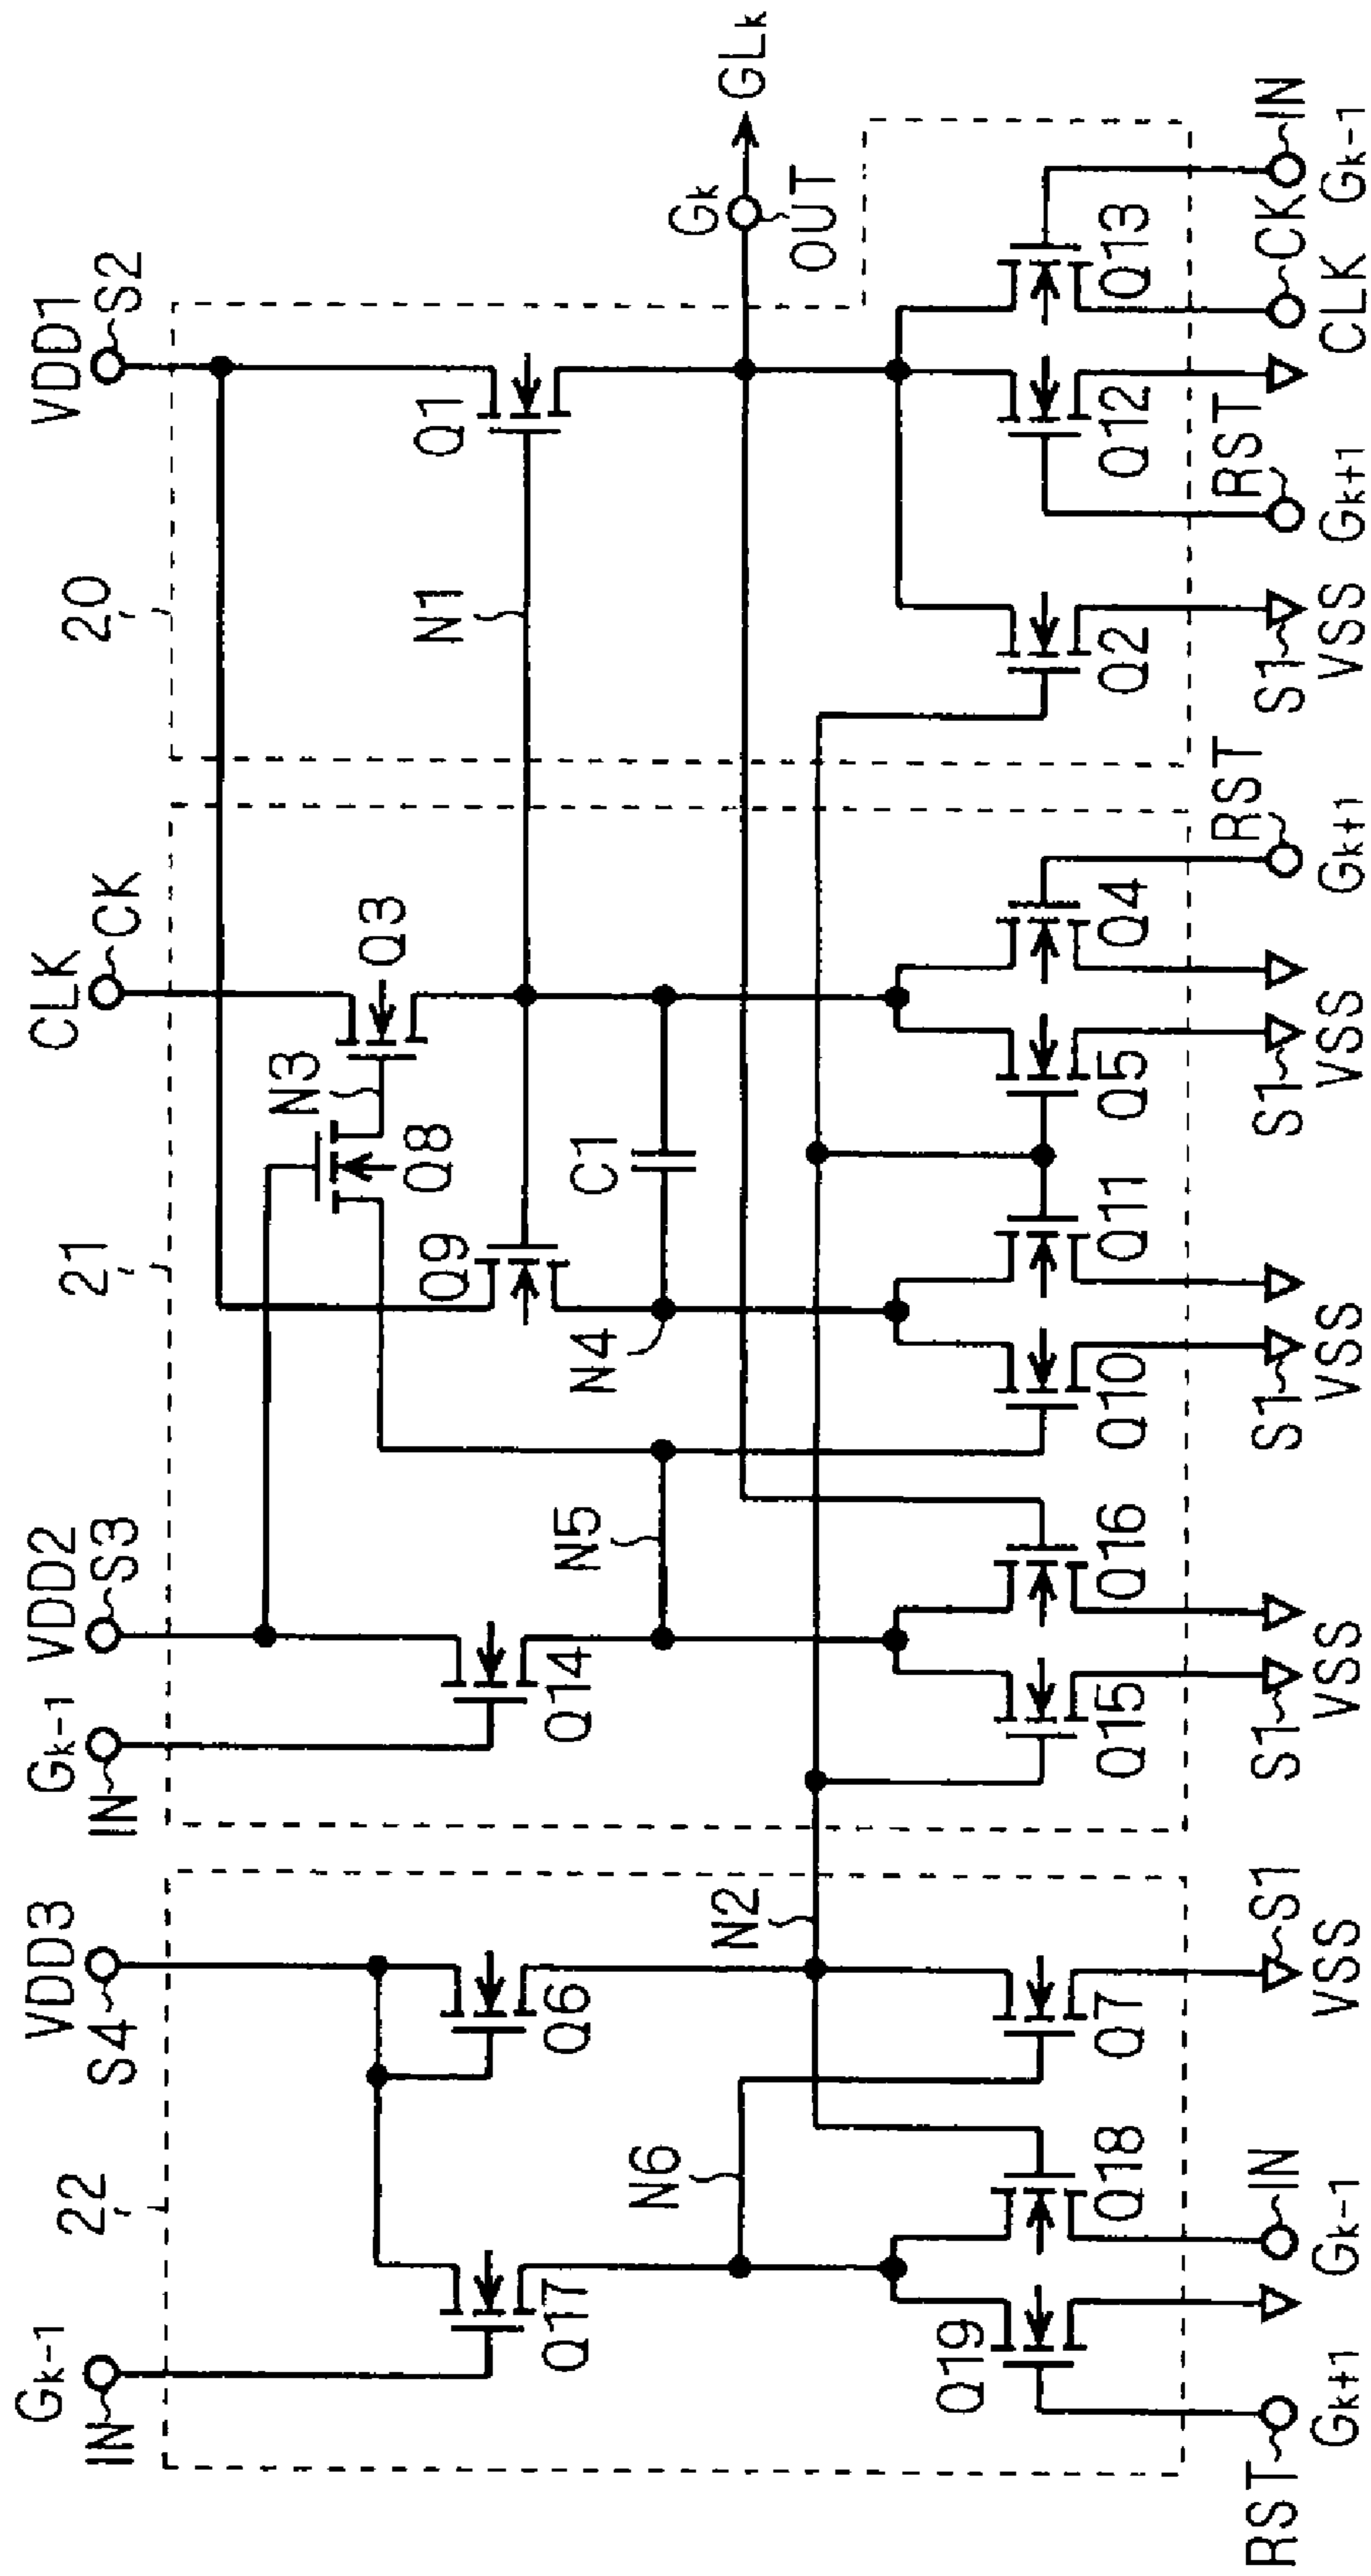 Gk-1
IN
VDD3
S4
Gk-1
IN
VDD2
S3
CLK
CK
VDD1
S2
22
21
20
Q17
Q6
Q14
Q8
N3
Q3
Q9
N1
Q1
N6
N2
N5
N4
C1
Gk
OUT
GLk
Q19
Q18
Q7
Q15
Q16
Q10
Q11
Q5
Q4
Q2
Q12
Q13
RST
Gk+1
IN
Gk-1
S1
VSS
S1
VSS
S1
VSS
S1
VSS
RST
Gk+1
S1
VSS
RST
Gk+1
CK
CLK
IN
Gk-1